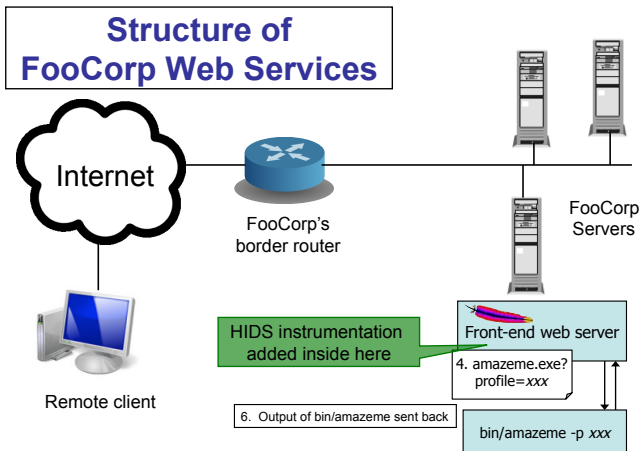 Structure of
FooCorp Web Services
Internet
FooCorp's
border router
FooCorp
Servers
Remote client
HIDS instrumentation
added inside here
Front-end web server
4. amazeme.exe?
profile=xxx
6. Output of bin/amazeme sent back
bin/amazeme -p xxx